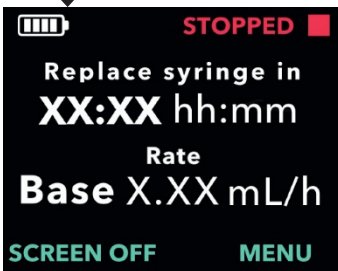 STOPPED
Replace syringe in
XX:XX hh:mm
Rate
Base X.XX mL/h
SCREEN OFF MENU